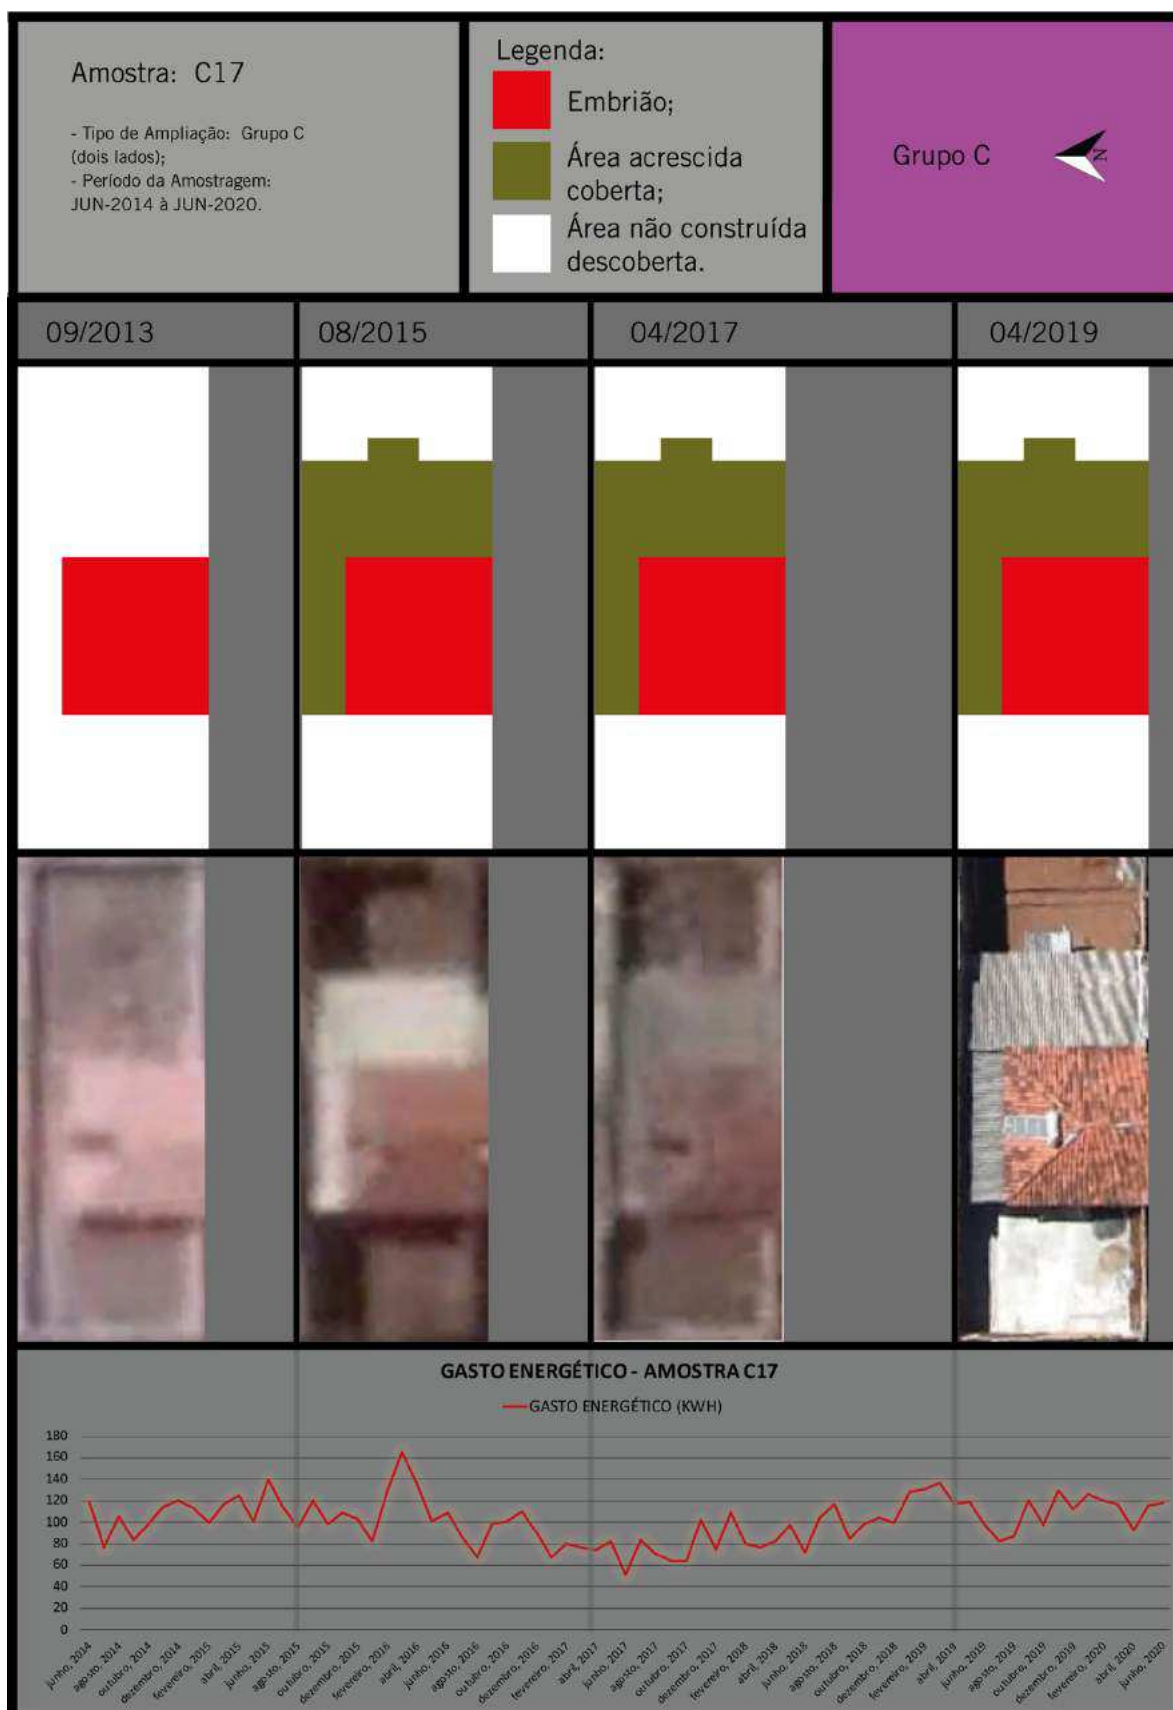 Amostra: C17
- Tipo de Ampliação: Grupo C
(dois lados);
- Período da Amostragem:
JUN-2014 à JUN-2020.
Legenda:
Embrião;
Área acrescida
coberta;
Área não construída
descoberta.
Grupo C
N
09/2013
08/2015
04/2017
04/2019
GASTO ENERGÉTICO - AMOSTRA C17
GASTO ENERGÉTICO (KWH)
180
160
140
120
100
80
60
40
20
0
junho, 2014
agosto, 2014
outubro, 2014
dezembro, 2014
fevereiro, 2015
abril, 2015
junho, 2015
agosto, 2015
outubro, 2015
dezembro, 2015
fevereiro, 2016
abril, 2016
junho, 2016
agosto, 2016
outubro, 2016
dezembro, 2016
fevereiro, 2017
abril, 2017
junho, 2017
agosto, 2017
outubro, 2017
dezembro, 2017
fevereiro, 2018
abril, 2018
junho, 2018
agosto, 2018
outubro, 2018
dezembro, 2018
fevereiro, 2019
abril, 2019
junho, 2019
agosto, 2019
outubro, 2019
dezembro, 2019
fevereiro, 2020
abril, 2020
junho, 2020